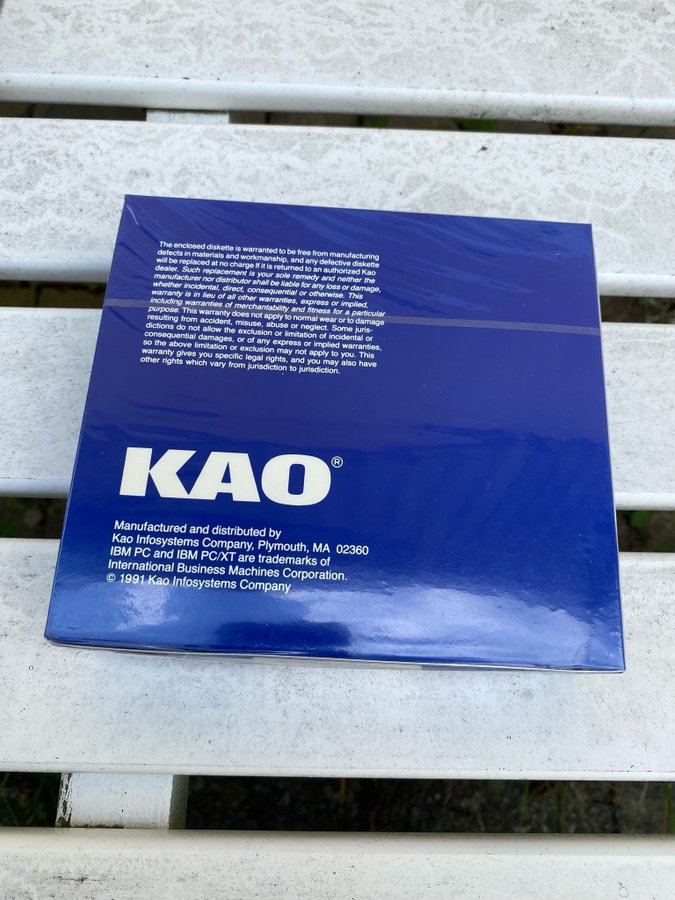 The enclosed diskette is warranted to be free from manufacturing
defects in materials and workmanship, and any defective diskette
will be replaced at no charge if it is returned to an authorized Kao
dealer. Such replacement is your sole remedy and neither the
manufacturer nor distributor shall be liable for any loss or damage,
whether incidental, direct, consequential or otherwise. This
warranty is in lieu of all other warranties, express or implied,
including warranties of merchantability and fitness for a particular
purpose. This warranty does not apply to normal wear or to damage
resulting from accident, misuse, abuse or neglect. Some juris-
dictions do not allow the exclusion or limitation of incidental or
consequential damages, or of any express or implied warranties,
so the above limitation or exclusion may not apply to you. This
warranty gives you specific legal rights, and you may also have
other rights which vary from jurisdiction to jurisdiction.
KAO®
Manufactured and distributed by
Kao Infosystems Company, Plymouth, MA 02360
IBM PC and IBM PC/XT are trademarks of
International Business Machines Corporation.
© 1991 Kao Infosystems Company